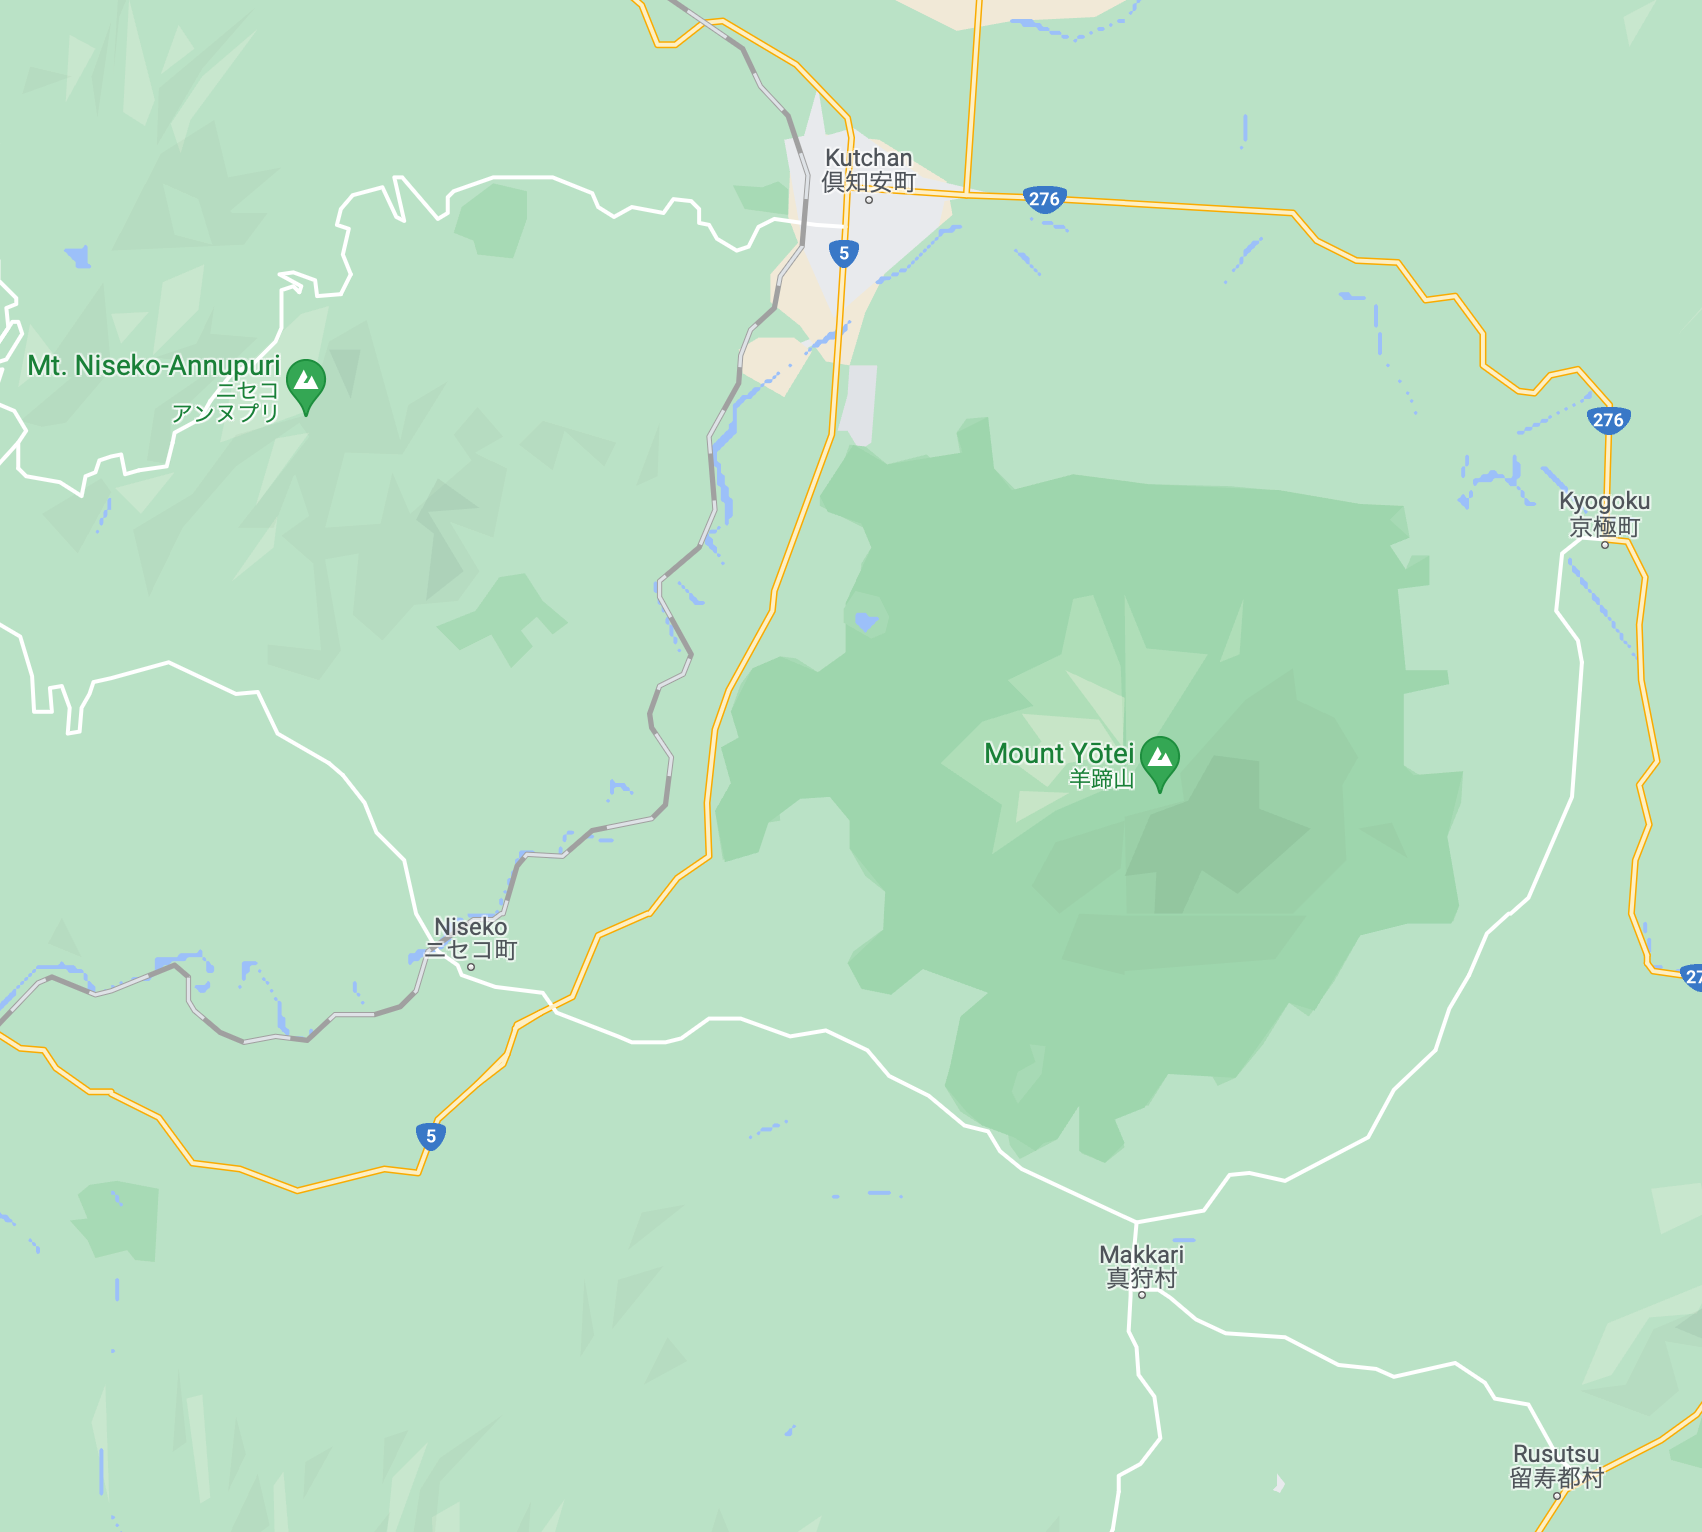 Kutchan
倶知安町
276
5
Mt. Niseko-Annupuri
ニセコ
アンヌプリ
276
Kyogoku
京極町
Mount Yōtei
羊蹄山
Niseko
ニセコ町
27
5
Makkari
真狩村
Rusutsu
留寿都村